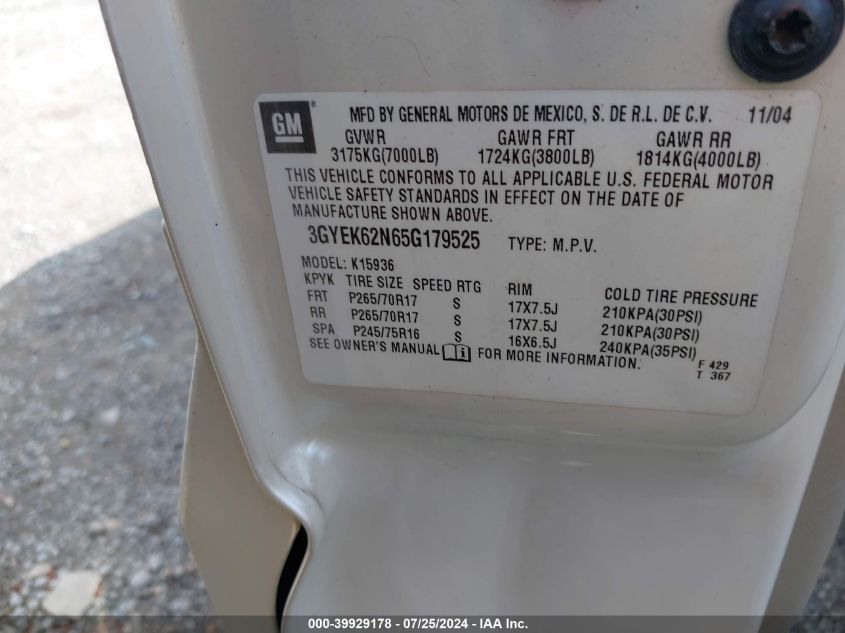 GM ® MFD BY GENERAL MOTORS DE MEXICO, S. DE R.L. DE C.V. 11/04
GVWR GAWR FRT GAWR RR
3175KG(7000LB) 1724KG(3800LB) 1814KG(4000LB)
THIS VEHICLE CONFORMS TO ALL APPLICABLE U.S. FEDERAL MOTOR
VEHICLE SAFETY STANDARDS IN EFFECT ON THE DATE OF
MANUFACTURE SHOWN ABOVE.
3GYEK62N65G179525 TYPE: M.P.V.
MODEL: K15936
KPYK TIRE SIZE SPEED RTG RIM COLD TIRE PRESSURE
FRT P265/70R17 S 17X7.5J 210KPA(30PSI)
RR P265/70R17 S 17X7.5J 210KPA(30PSI)
SPA P245/75R16 S 16X6.5J 240KPA(35PSI)
SEE OWNER'S MANUAL FOR MORE INFORMATION.
F 429
T 367
000-39929178 - 07/25/2024 - IAA Inc.